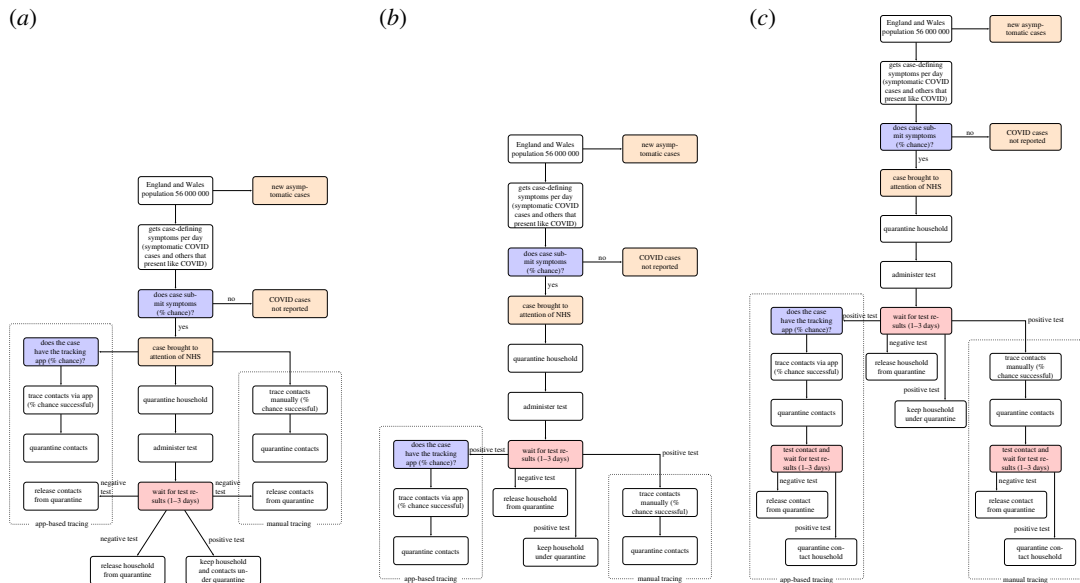 (a)
England and Wales
population 56 000 000
new asymp-
tomatic cases
gets case-defining
symptoms per day
(symptomatic COVID
cases and others that
present like COVID)
does case sub-
mit symptoms
(% chance)?
no
COVID cases
not reported
yes
does the case
have the tracking
app (% chance)?
case brought to
attention of NHS
trace contacts via app
(% chance successful)
quarantine household
trace contacts
manually (%
chance successful)
quarantine contacts
administer test
quarantine contacts
release contacts
from quarantine
negative
test
wait for test re-
sults (1–3 days)
negative
test
release contacts
from quarantine
app-based tracing
manual tracing
negative test
positive test
release household
from quarantine
keep household
and contacts un-
der quarantine
(b)
England and Wales
population 56 000 000
new asymp-
tomatic cases
gets case-defining
symptoms per day
(symptomatic COVID
cases and others that
present like COVID)
does case sub-
mit symptoms
(% chance)?
no
COVID cases
not reported
yes
case brought to
attention of NHS
quarantine household
administer test
does the case
have the tracking
app (% chance)?
positive test
wait for test re-
sults (1–3 days)
positive test
negative
test
trace contacts via app
(% chance successful)
release household
from quarantine
trace contacts
manually (%
chance successful)
positive
test
quarantine contacts
keep household
under quarantine
quarantine contacts
app-based tracing
manual tracing
(c)
England and Wales
population 56 000 000
new asymp-
tomatic cases
gets case-defining
symptoms per day
(symptomatic COVID
cases and others that
present like COVID)
does case sub-
mit symptoms
(% chance)?
no
COVID cases
not reported
yes
case brought to
attention of NHS
quarantine household
administer test
does the case
have the tracking
app (% chance)?
positive test
wait for test re-
sults (1–3 days)
positive test
negative
test
trace contacts via app
(% chance successful)
release household
from quarantine
trace contacts
manually (%
chance successful)
positive
test
quarantine contacts
keep household
under quarantine
quarantine contacts
test contact and
wait for test re-
sults (1–3 days)
test contact and
wait for test re-
sults (1–3 days)
negative
test
negative
test
release contact
from quarantine
release contact
from quarantine
positive test
positive test
quarantine con-
tact household
quarantine con-
tact household
app-based tracing
manual tracing